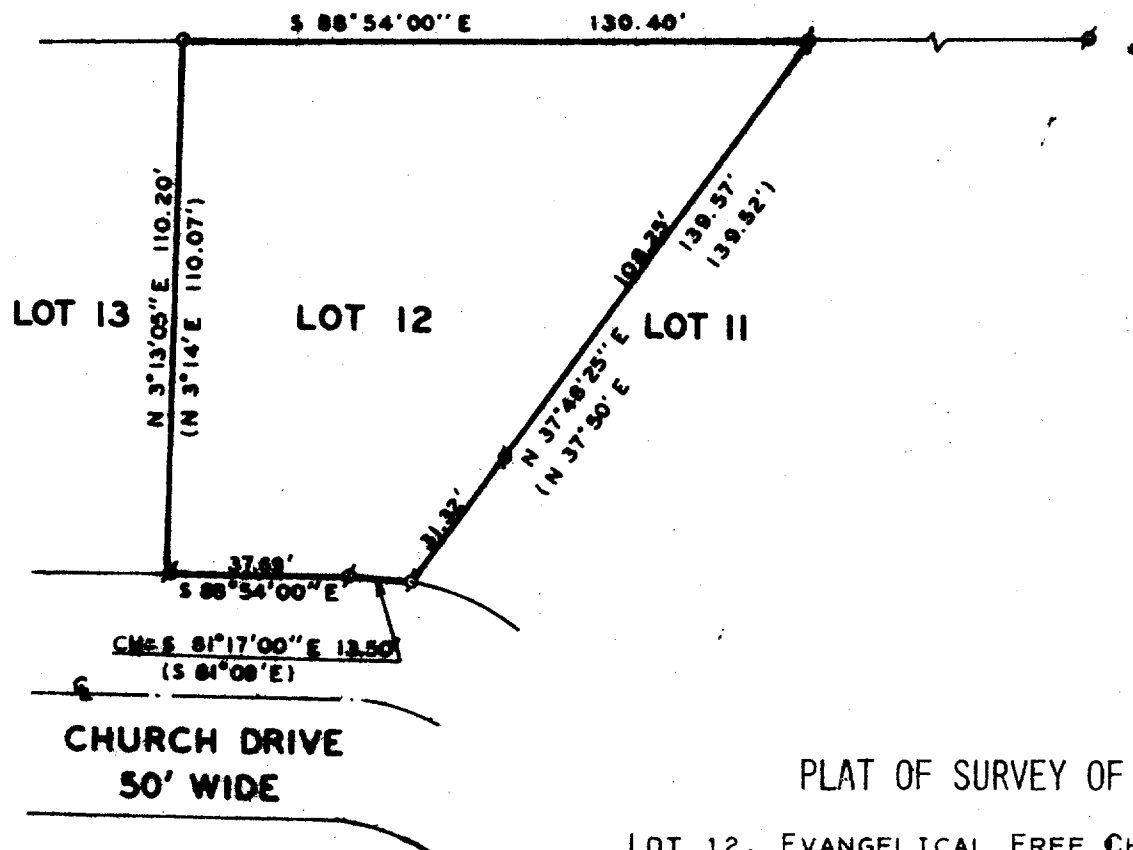 S 88°54'00" E 130.40'
N 3°13'05" E 110.20'
(N 3°14' E 110.07')
139.57'
139.52')
108.25'
LOT 13
LOT 12
LOT 11
N 37°48'25" E
(N 37°50' E
31.32'
37.69'
S 88°54'00" E
CH= S 81°17'00" E 13.50'
(S 81°08' E)
CHURCH DRIVE
50' WIDE
PLAT OF SURVEY OF
LOT 12, EVANGELICAL FREE CH